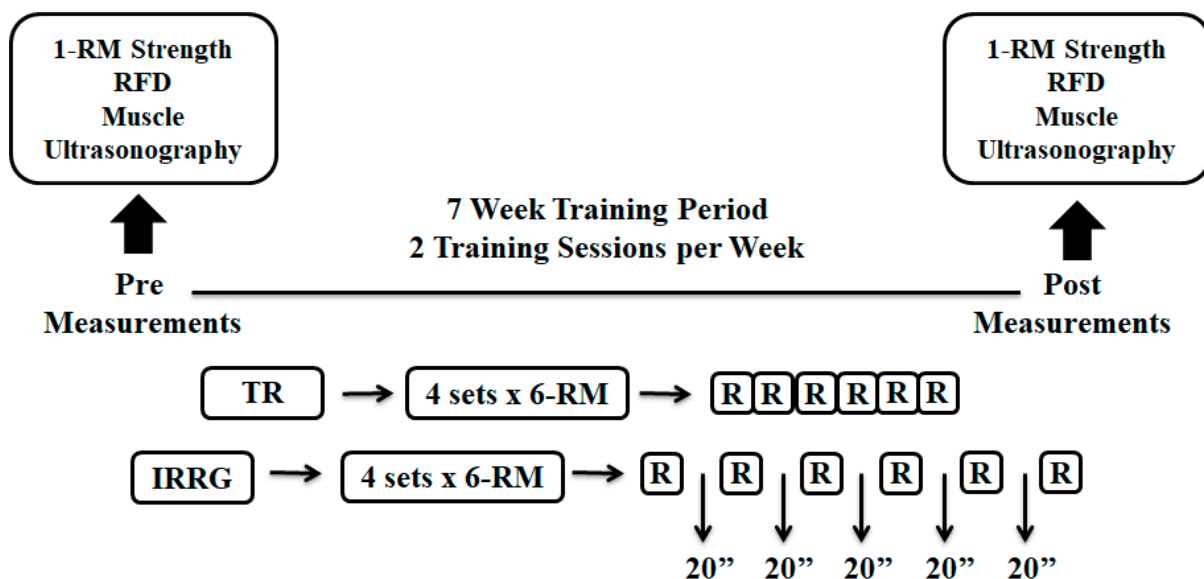 1-RM Strength
RFD
Muscle
Ultrasonography
1-RM Strength
RFD
Muscle
Ultrasonography
7 Week Training Period
2 Training Sessions per Week
Pre
Measurements
Post
Measurements
TR
4 sets x 6-RM
R R R R R R
IRRG
4 sets x 6-RM
R R R R R R
20” 20” 20” 20” 20”